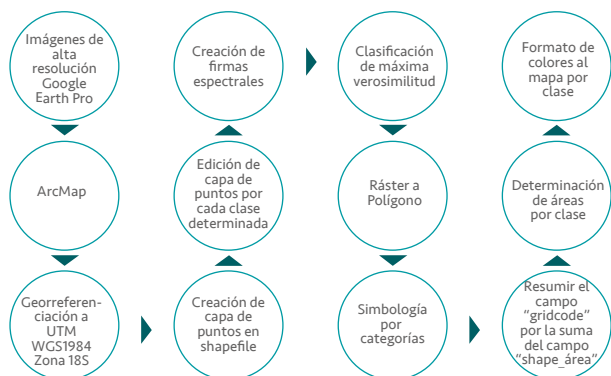 Imágenes de
alta
resolución
Google
Earth Pro
ArcMap
Georreferen-
ciación a
UTM
WGS1984
Zona 18S
Creación de
capa de
puntos en
shapefile
Edición de
capa de
puntos por
cada clase
determinada
Creación de
firmas
espectrales
Clasificación
de máxima
verosimilitud
Ráster a
Polígono
Simbología
por
categorías
Resumir el
campo
“gridcode”
por la suma
del campo
“shape_área”
Determinación
de áreas
por clase
Formato de
colores al
mapa por
clase